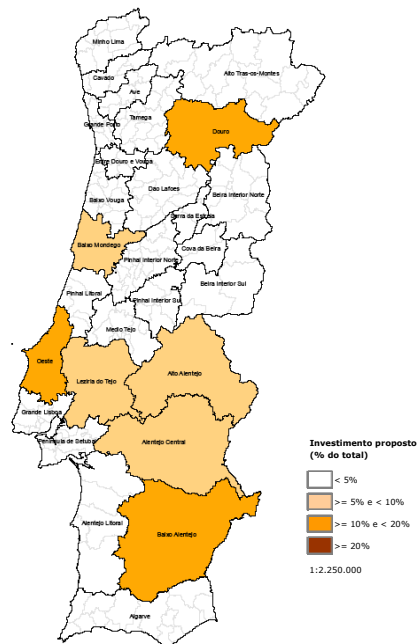 Minho Lima
Alto Tras-os-Montes
Cavado
Ave
Grande Porto
Tamega
Douro
Entre Douro e Vouga
Dao Lafoes
Baixo Vouga
Beira Interior Norte
Serra da Estrela
Baixo Mondego
Cova da Beira
Pinhal Interior Norte
Beira Interior Sul
Pinhal Litoral
Pinhal Interior Sul
Medio Tejo
Oeste
Alto Alentejo
Leziria do Tejo
Grande Lisboa
Peninsula de Setubal
Alentejo Central
Alentejo Litoral
Baixo Alentejo
Algarve
Investimento proposto
(% do total)
< 5%
>= 5% e < 10%
>= 10% e < 20%
>= 20%
1:2.250.000